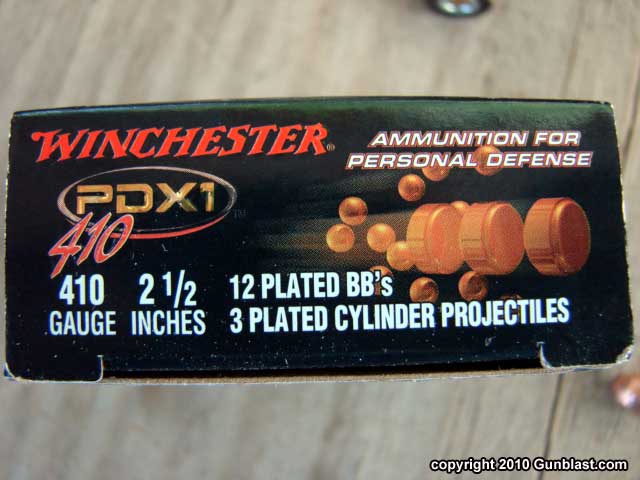 WINCHESTER®
AMMUNITION FOR
PERSONAL DEFENSE
PDX1™
410
410 2 1/2 12 PLATED BB's
GAUGE INCHES 3 PLATED CYLINDER PROJECTILES
copyright 2010 Gunblast.com